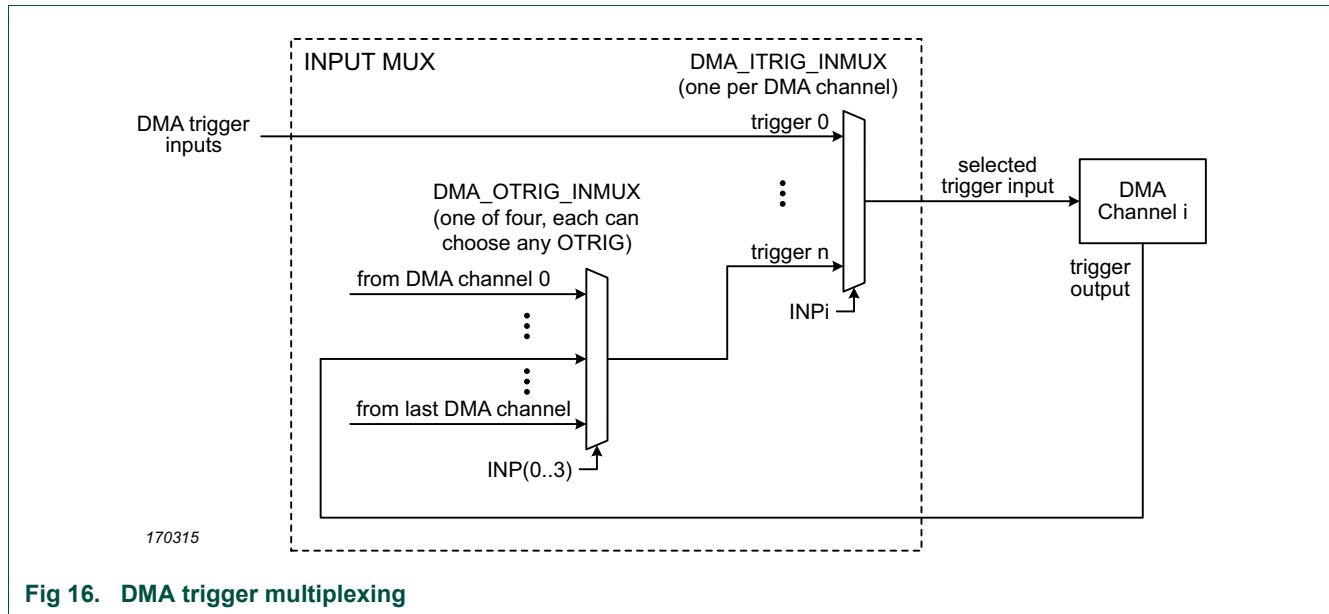 INPUT MUX
DMA_ITRIG_INMUX
(one per DMA channel)
DMA trigger
inputs
trigger 0
selected
trigger input
DMA
Channel i
DMA_OTRIG_INMUX
(one of four, each can
choose any OTRIG)
trigger n
trigger
output
from DMA channel 0
INPi
from last DMA channel
INP(0..3)
170315
Fig 16. DMA trigger multiplexing